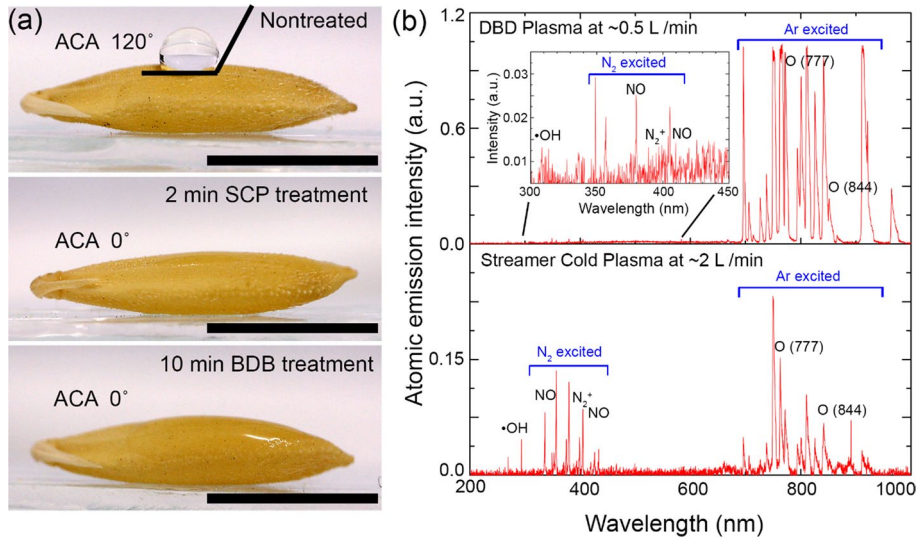 (a)
Nontreated
ACA 120°
2 min SCP treatment
ACA 0°
10 min BDB treatment
ACA 0°
(b)
Atomic emission intensity (a.u.)
1.2
0.9
0.6
0.3
0.0
DBD Plasma at ~0.5 L /min
Ar excited
O (777)
O (844)
Intensity (a.u.)
0.03
0.02
0.01
N₂ excited
NO
•OH
N₂⁺ NO
300 350 400 450
Wavelength (nm)
Streamer Cold Plasma at ~2 L /min
Ar excited
O (777)
O (844)
0.15
0.0
N₂ excited
NO
N₂⁺
NO
•OH
200 400 600 800 1000
Wavelength (nm)